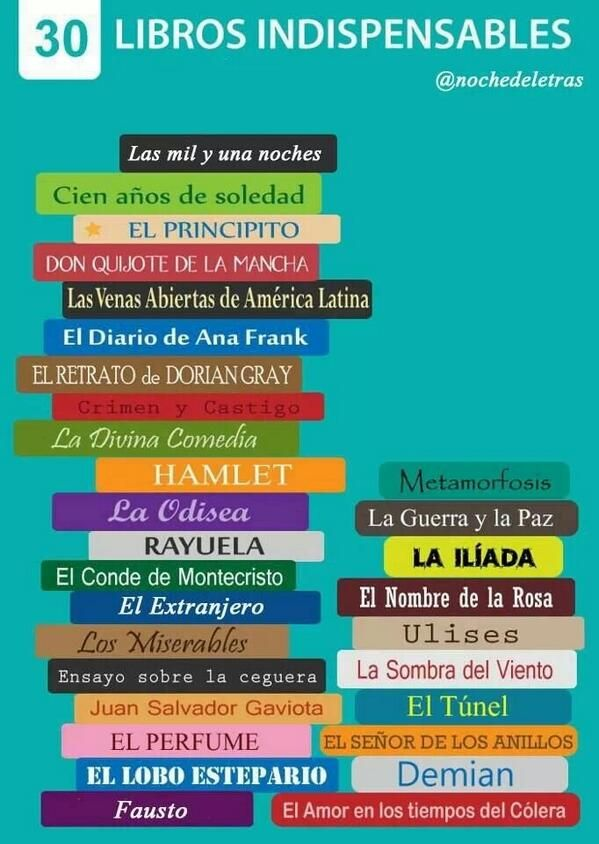 30 LIBROS INDISPENSABLES
@nochedeletras
Las mil y una noches
Cien años de soledad
EL PRINCIPITO
DON QUIJOTE DE LA MANCHA
Las Venas Abiertas de América Latina
El Diario de Ana Frank
EL RETRATO de DORIAN GRAY
Crimen y Castigo
La Divina Comedia
HAMLET
La Odisea
RAYUELA
El Conde de Montecristo
El Extranjero
Los Miserables
Ensayo sobre la ceguera
Juan Salvador Gaviota
EL PERFUME
EL LOBO ESTEPARIO
Fausto
Metamorfosis
La Guerra y la Paz
LA ILÍADA
El Nombre de la Rosa
Ulises
La Sombra del Viento
El Túnel
EL SEÑOR DE LOS ANILLOS
Demian
El Amor en los tiempos del Cólera